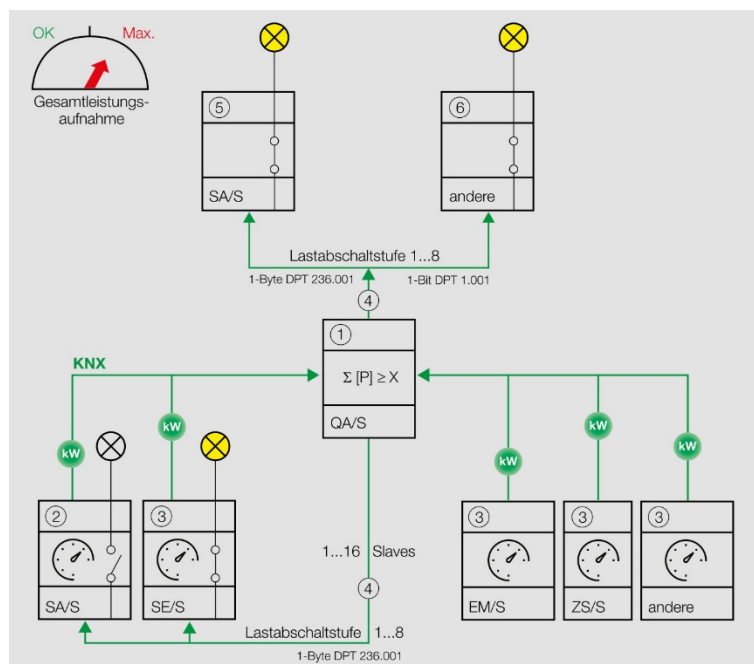 OK
Max.
Gesamtleistungs-
aufnahme
5
SA/S
6
andere
Lastabschaltstufe 1...8
1-Byte DPT 236.001
1-Bit DPT 1.001
4
1
Σ [P] ≥ X
QA/S
KNX
kW
kW
kW
kW
kW
2
SA/S
3
SE/S
1...16 Slaves
4
Lastabschaltstufe 1...8
1-Byte DPT 236.001
3
EM/S
3
ZS/S
3
andere